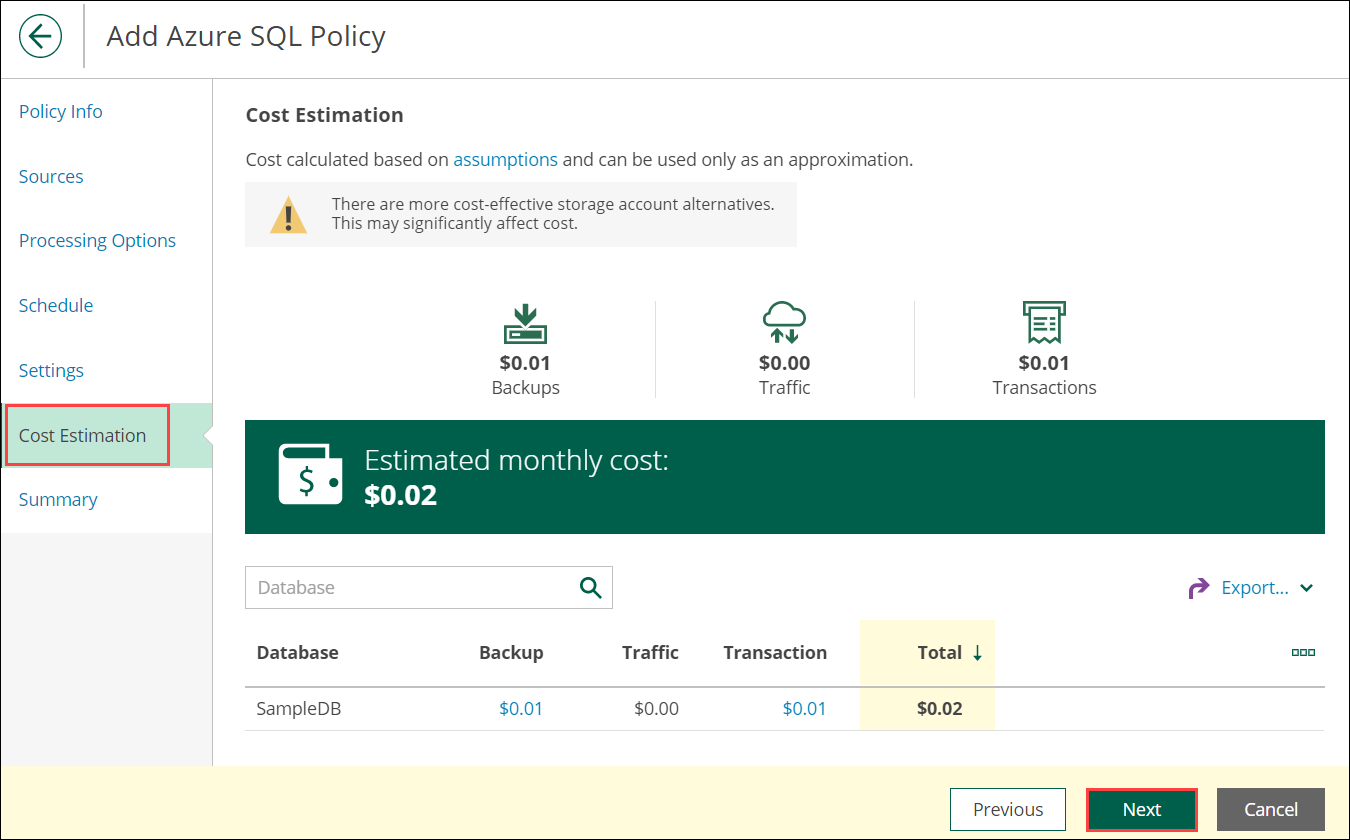 Add Azure SQL Policy
Policy Info
Sources
Processing Options
Schedule
Settings
Cost Estimation
Summary
Cost Estimation
Cost calculated based on assumptions and can be used only as an approximation.
There are more cost-effective storage account alternatives.
This may significantly affect cost.
$0.01
Backups
$0.00
Traffic
$0.01
Transactions
$
Estimated monthly cost:
$0.02
Database
Export...
Database Backup Traffic Transaction Total
SampleDB $0.01 $0.00 $0.01 $0.02
Previous Next Cancel